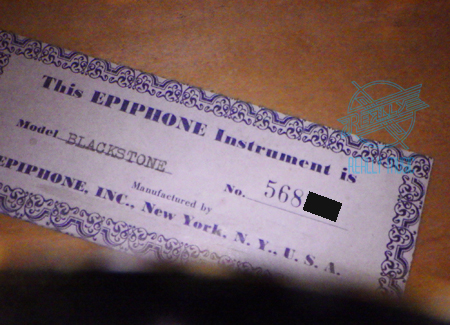 This EPIPHONE Instrument is
Model BLACKSTONE
No. 568
Manufactured by
EPIPHONE, INC., New York, N. Y., U. S. A.